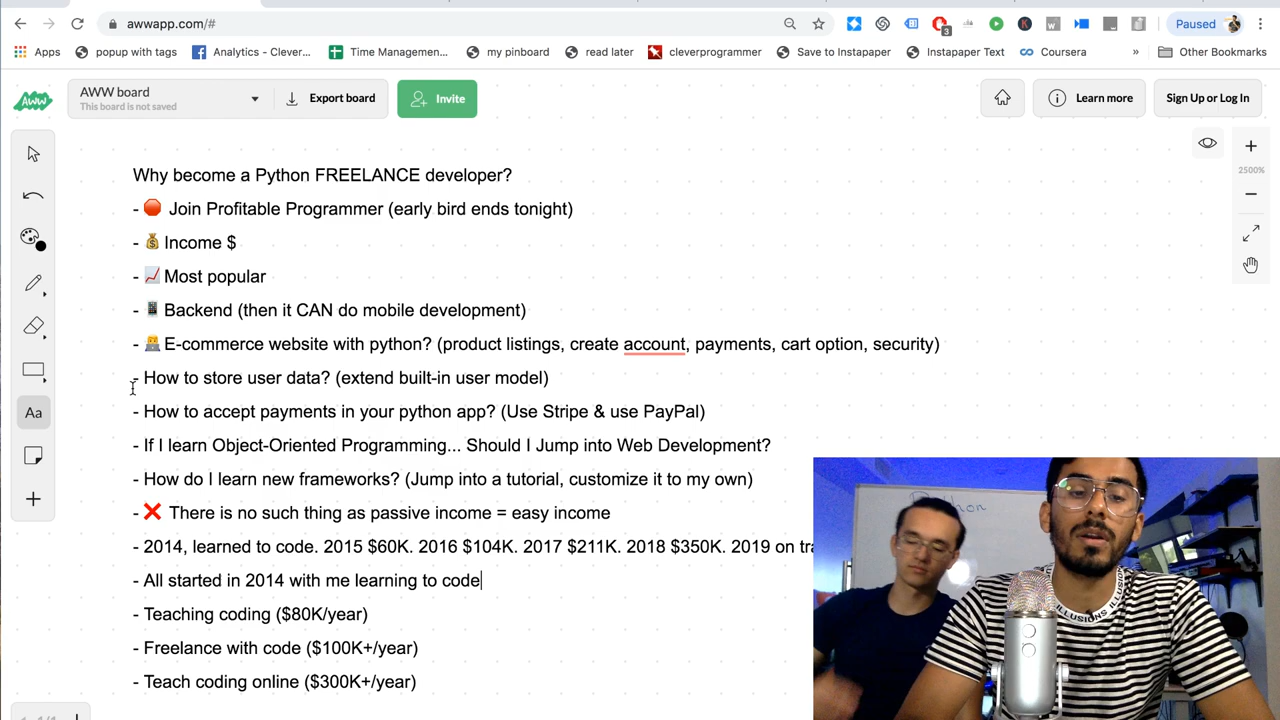 awwapp.com/#
3
Paused
Apps
popup with tags
Analytics - Clever...
Time Managemen...
my pinboard
read later
cleverprogrammer
Save to Instapaper
Instapaper Text
Coursera
»
Other Bookmarks
AWW
AWW board
This board is not saved
Export board
Invite
Learn more
Sign Up or Log In
2500%
Aa
Why become a Python FREELANCE developer?
- 🛑 Join Profitable Programmer (early bird ends tonight)
- 💰 Income $
- 📈 Most popular
- 📱 Backend (then it CAN do mobile development)
- 👨‍💻 E-commerce website with python? (product listings, create account, payments, cart option, security)
- How to store user data? (extend built-in user model)
- How to accept payments in your python app? (Use Stripe & use PayPal)
- If I learn Object-Oriented Programming... Should I Jump into Web Development?
- How do I learn new frameworks? (Jump into a tutorial, customize it to my own)
- ❌ There is no such thing as passive income = easy income
- 2014, learned to code. 2015 $60K. 2016 $104K. 2017 $211K. 2018 $350K. 2019 on
- All started in 2014 with me learning to code
- Teaching coding ($80K/year)
- Freelance with code ($100K+/year)
- Teach coding online ($300K+/year)
Python
ILLUSIONS